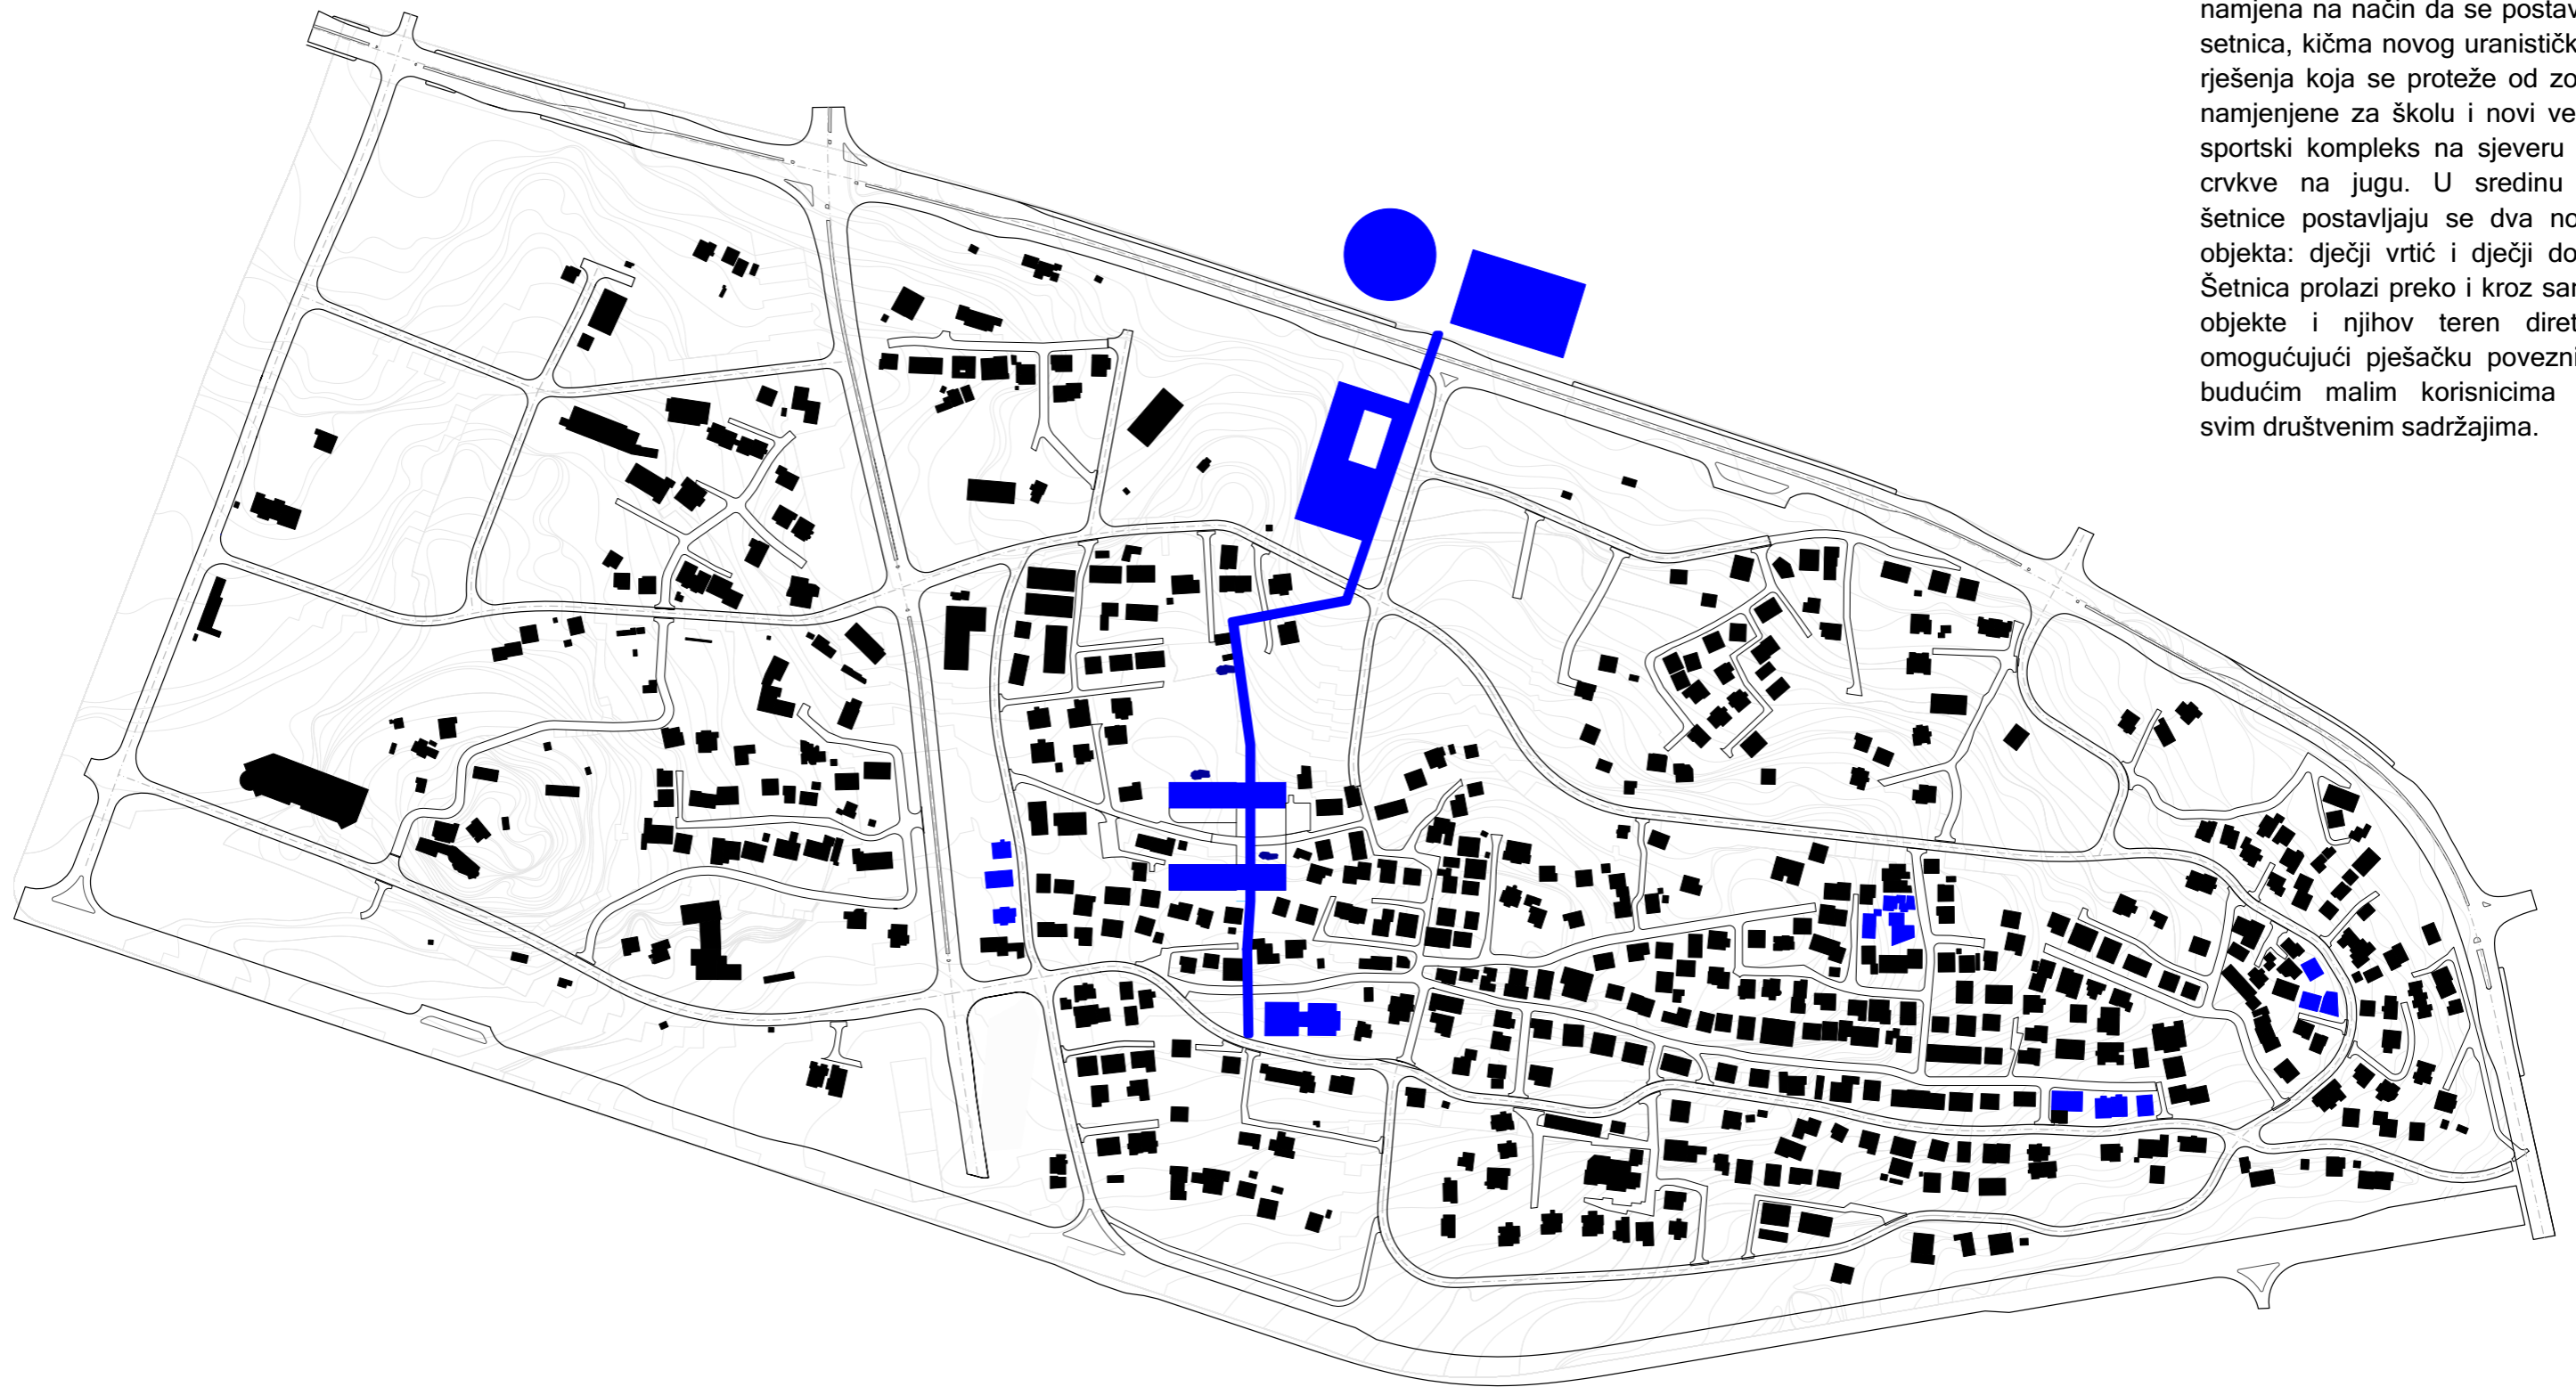 namjena na način da se postav
setnica, kičma novog uranističk
rješenja koja se proteže od zo
namjenjene za školu i novi ve
sportski kompleks na sjeveru
crvkve na jugu. U sredinu
šetnice postavljaju se dva no
objekta: dječji vrtić i dječji do
Šetnica prolazi preko i kroz sa
objekte i njihov teren diret
omogućujući pješačku povezni
budućim malim korisnicima
svim društvenim sadržajima.